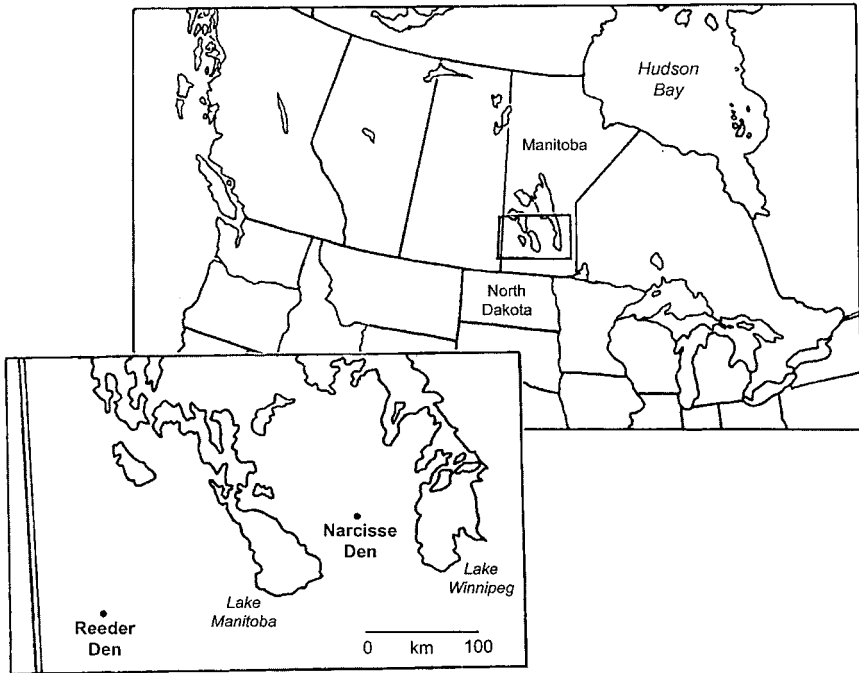 Hudson
Bay
Manitoba
North
Dakota
Narcisse
Den
Lake
Winnipeg
Lake
Manitoba
Reeder
Den
0 km 100